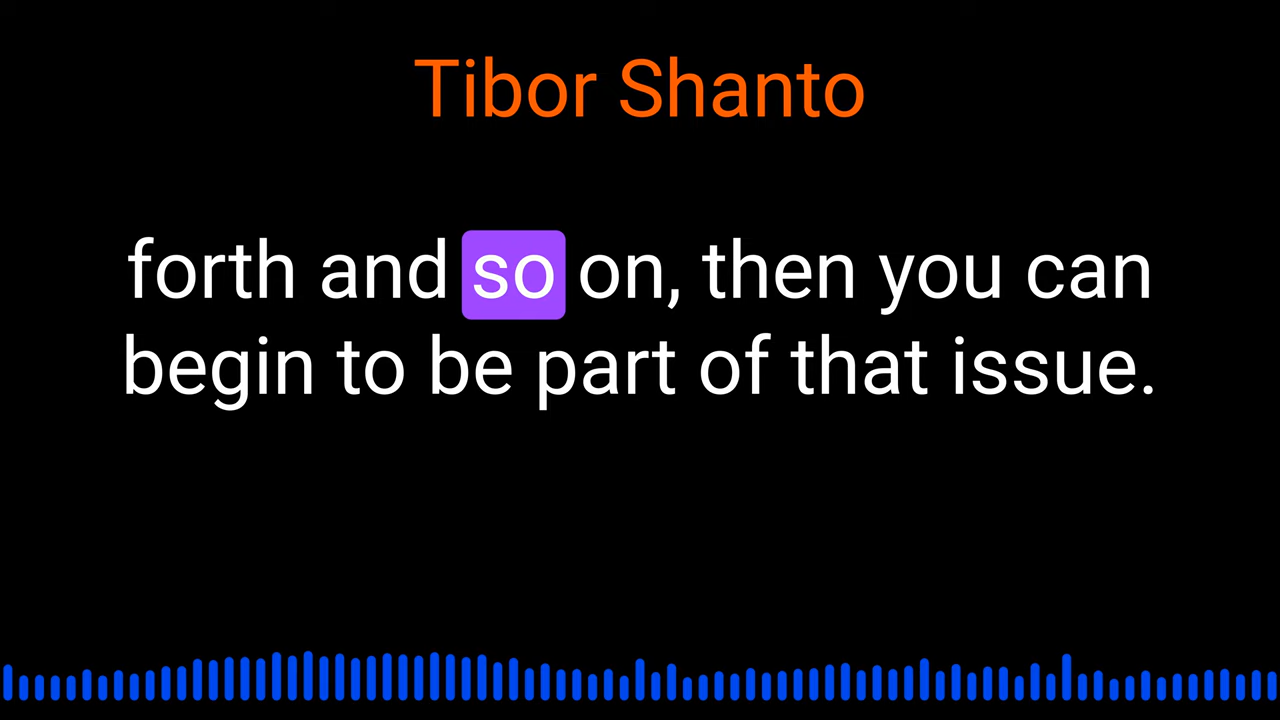 Tibor Shanto
forth and so on, then you can
begin to be part of that issue.